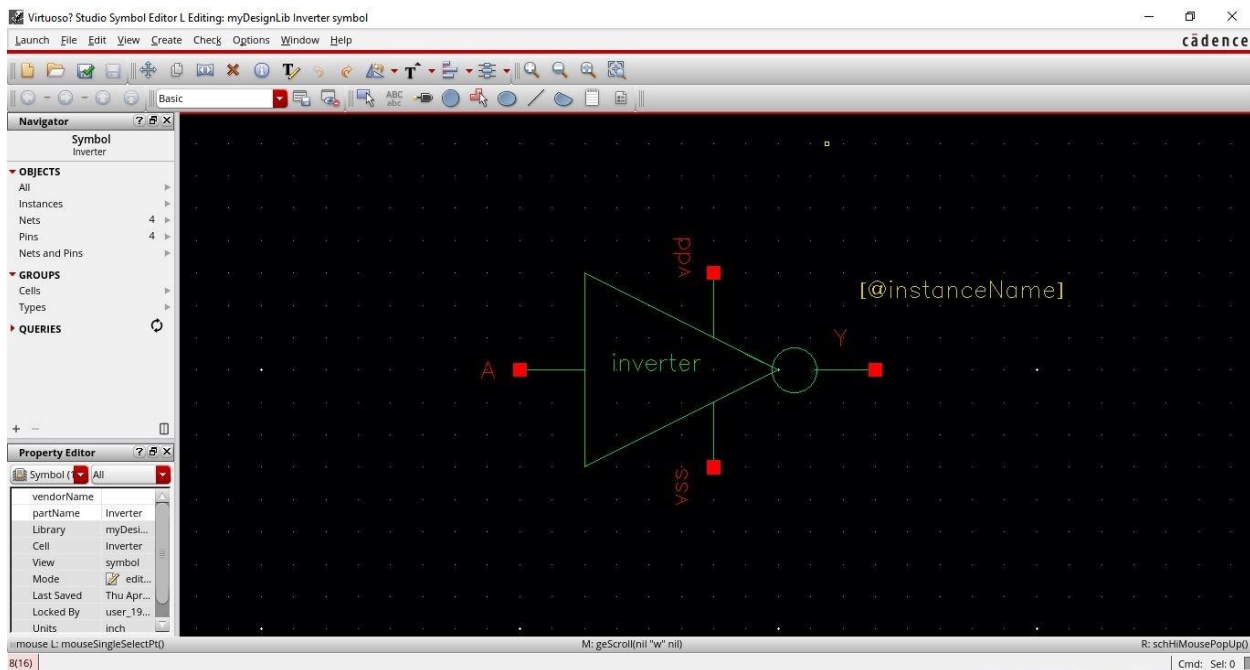 Virtuoso? Studio Symbol Editor L Editing: myDesignLib Inverter symbol
Launch File Edit View Create Check Options Window Help
cādence
Basic
ABC
abc
Navigator
Symbol
Inverter
OBJECTS
All
Instances
Nets 4
Pins 4
Nets and Pins
GROUPS
Cells
Types
QUERIES
Property Editor
Symbol (1 All
vendorName
partName Inverter
Library myDesi...
Cell Inverter
View symbol
Mode edit...
Last Saved Thu Apr...
Locked By user_19...
Units inch
vdd
[@instanceName]
Y
inverter
A
vss
mouse L: mouseSingleSelectPt() M: geScroll(nil "w" nil) R: schHiMousePopUp()
8(16) Cmd: Sel: 0